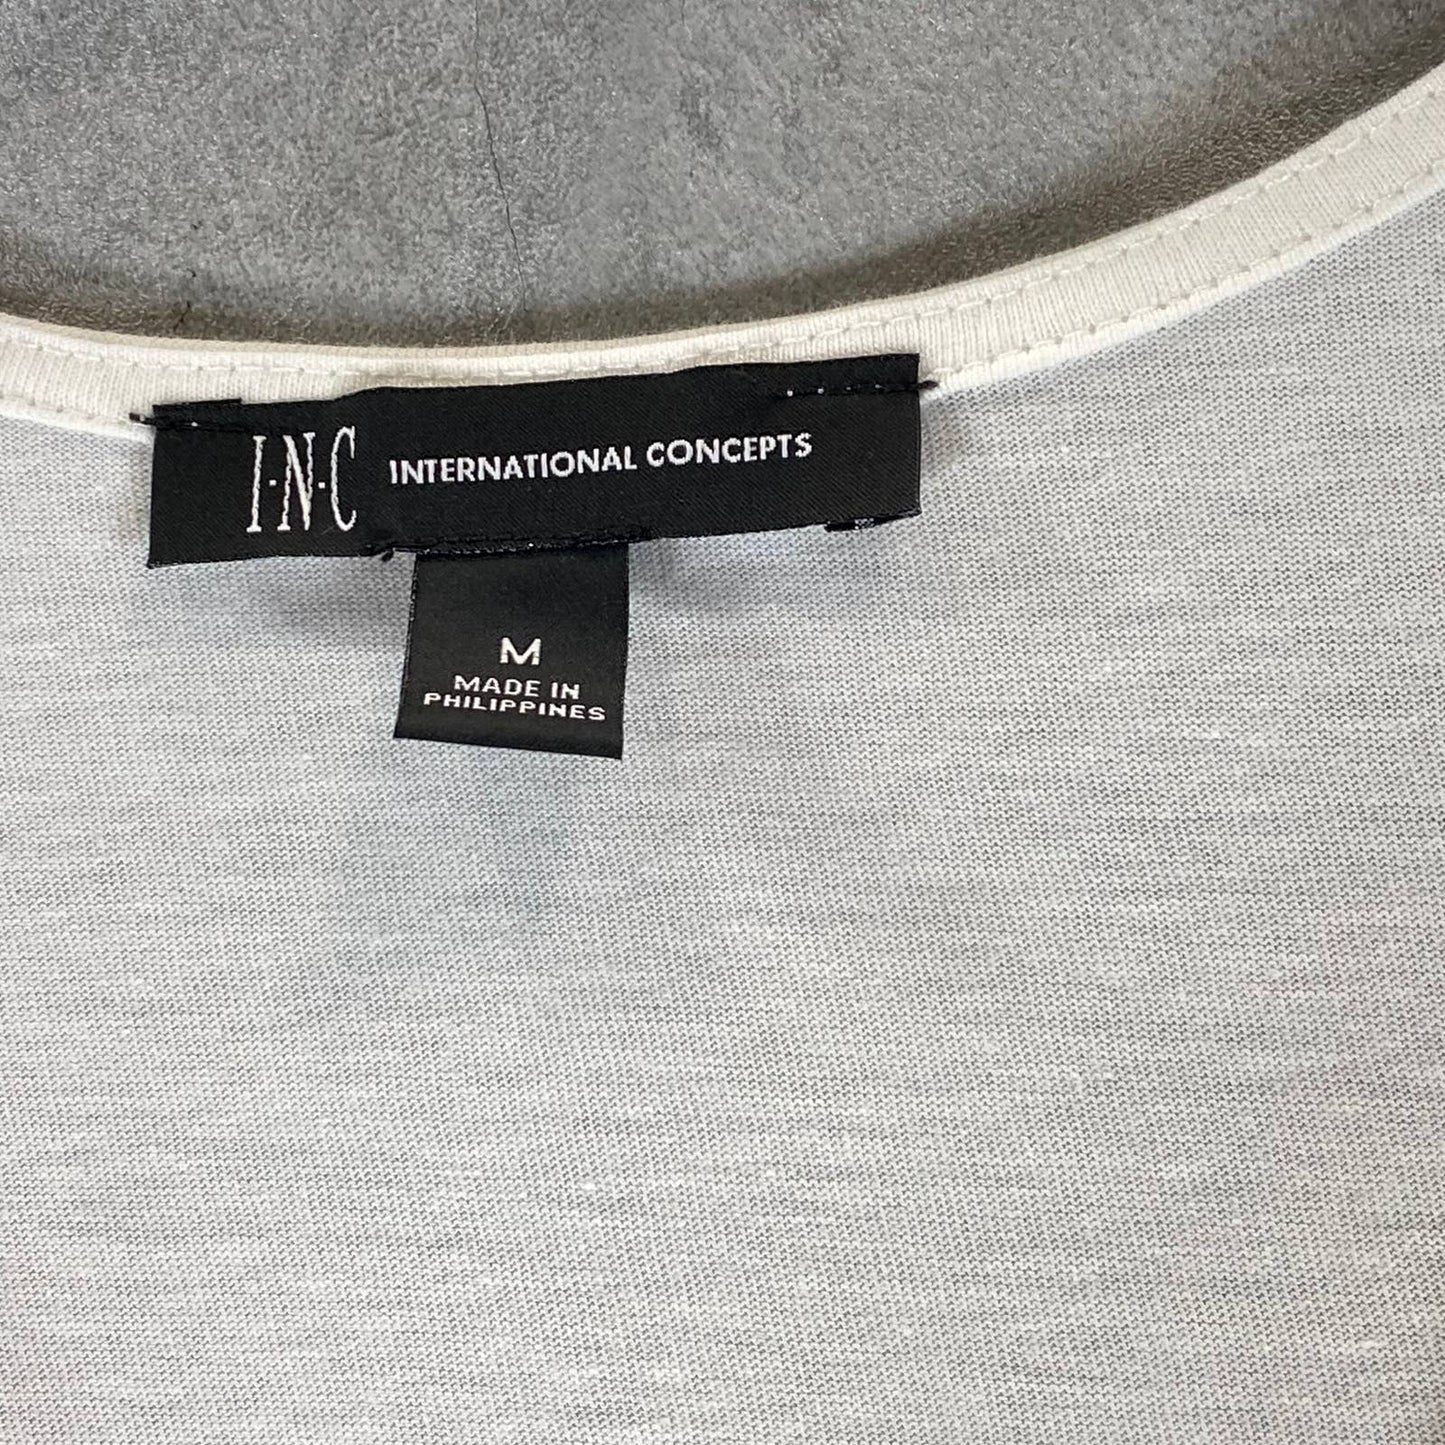 I·N·C INTERNATIONAL CONCEPTS
M
MADE IN
PHILIPPINES